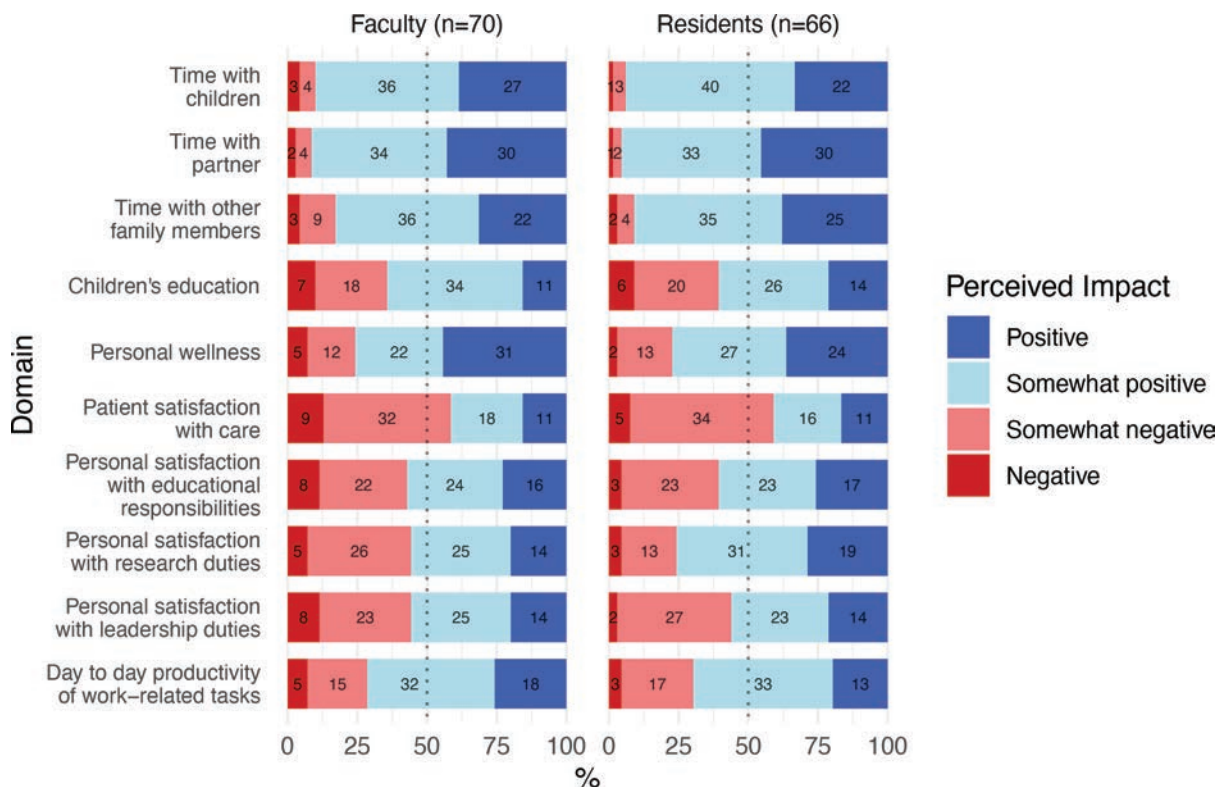 Faculty (n=70)
Residents (n=66)
Time with
children
3 4 36 27
13 40 22
Time with
partner
2 4 34 30
12 33 30
Time with other
family members
3 9 36 22
2 4 35 25
Children's education
7 18 34 11
6 20 26 14
Personal wellness
5 12 22 31
2 13 27 24
Patient satisfaction
with care
9 32 18 11
5 34 16 11
Personal satisfaction
with educational
responsibilities
8 22 24 16
3 23 23 17
Personal satisfaction
with research duties
5 26 25 14
3 13 31 19
Personal satisfaction
with leadership duties
8 23 25 14
2 27 23 14
Day to day productivity
of work–related tasks
5 15 32 18
3 17 33 13
0 25 50 75 100
0 25 50 75 100
%
Domain
Perceived Impact
Positive
Somewhat positive
Somewhat negative
Negative